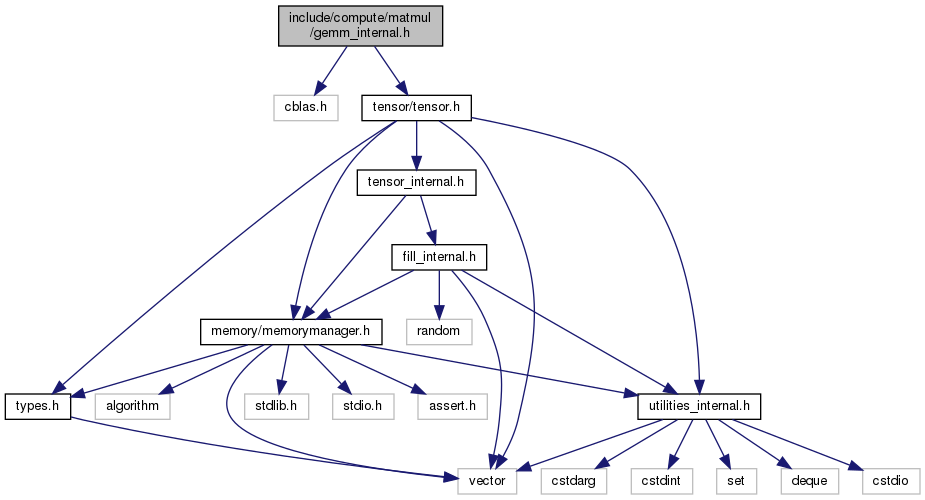 include/compute/matmul
/gemm_internal.h
cblas.h
tensor/tensor.h
tensor_internal.h
fill_internal.h
memory/memorymanager.h
random
types.h
algorithm
stdlib.h
stdio.h
assert.h
utilities_internal.h
vector
cstdarg
cstdint
set
deque
cstdio